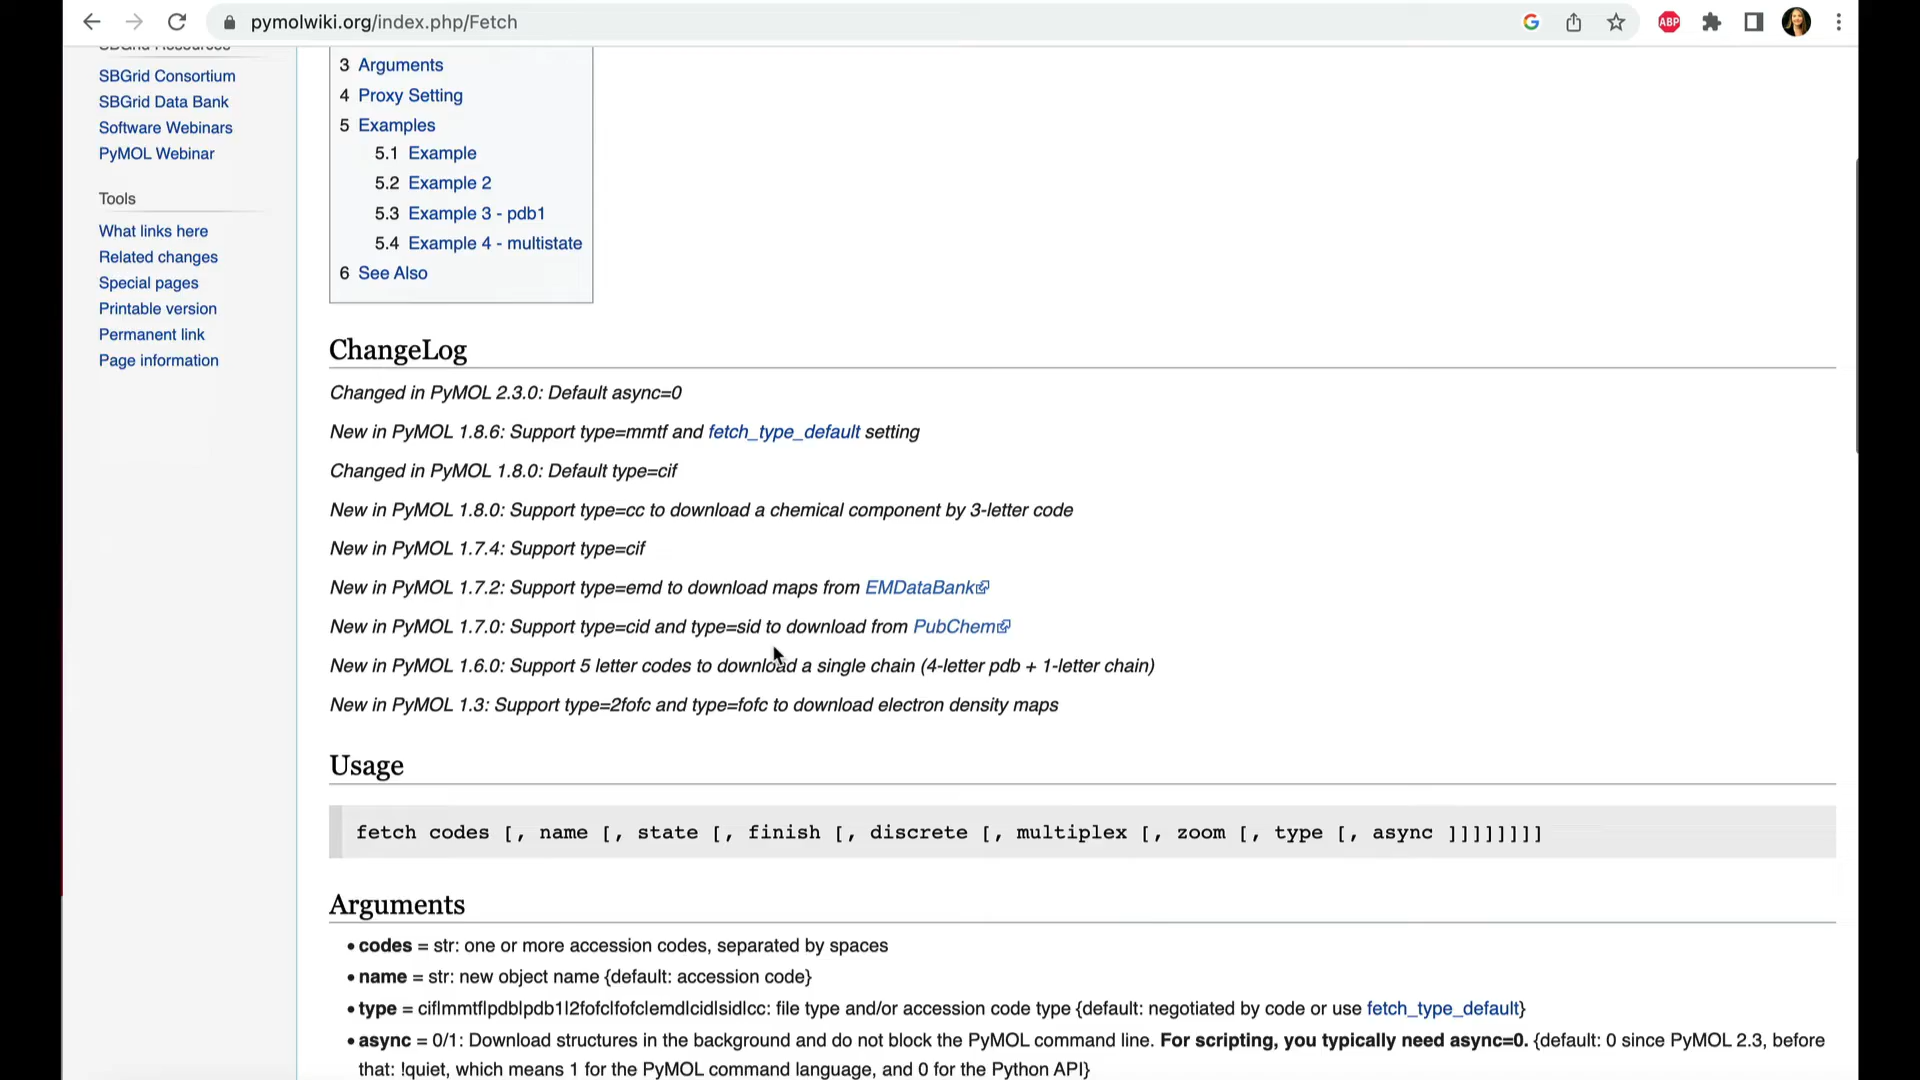 pymolwiki.org/index.php/Fetch
ABP
SBGrid Resources
SBGrid Consortium
SBGrid Data Bank
Software Webinars
PyMOL Webinar
Tools
What links here
Related changes
Special pages
Printable version
Permanent link
Page information
3 Arguments
4 Proxy Setting
5 Examples
5.1 Example
5.2 Example 2
5.3 Example 3 - pdb1
5.4 Example 4 - multistate
6 See Also
ChangeLog
Changed in PyMOL 2.3.0: Default async=0
New in PyMOL 1.8.6: Support type=mmtf and fetch_type_default setting
Changed in PyMOL 1.8.0: Default type=cif
New in PyMOL 1.8.0: Support type=cc to download a chemical component by 3-letter code
New in PyMOL 1.7.4: Support type=cif
New in PyMOL 1.7.2: Support type=emd to download maps from EMDataBank
New in PyMOL 1.7.0: Support type=cid and type=sid to download from PubChem
New in PyMOL 1.6.0: Support 5 letter codes to download a single chain (4-letter pdb + 1-letter chain)
New in PyMOL 1.3: Support type=2fofc and type=fofc to download electron density maps
Usage
fetch codes [, name [, state [, finish [, discrete [, multiplex [, zoom [, type [, async ]]]]]]]]
Arguments
• codes = str: one or more accession codes, separated by spaces
• name = str: new object name {default: accession code}
• type = cif|mmtf|pdb|pdb1|2fofc|fofc|emd|cid|sid|cc: file type and/or accession code type {default: negotiated by code or use fetch_type_default}
• async = 0/1: Download structures in the background and do not block the PyMOL command line. For scripting, you typically need async=0. {default: 0 since PyMOL 2.3, before
that: !quiet, which means 1 for the PyMOL command language, and 0 for the Python API}